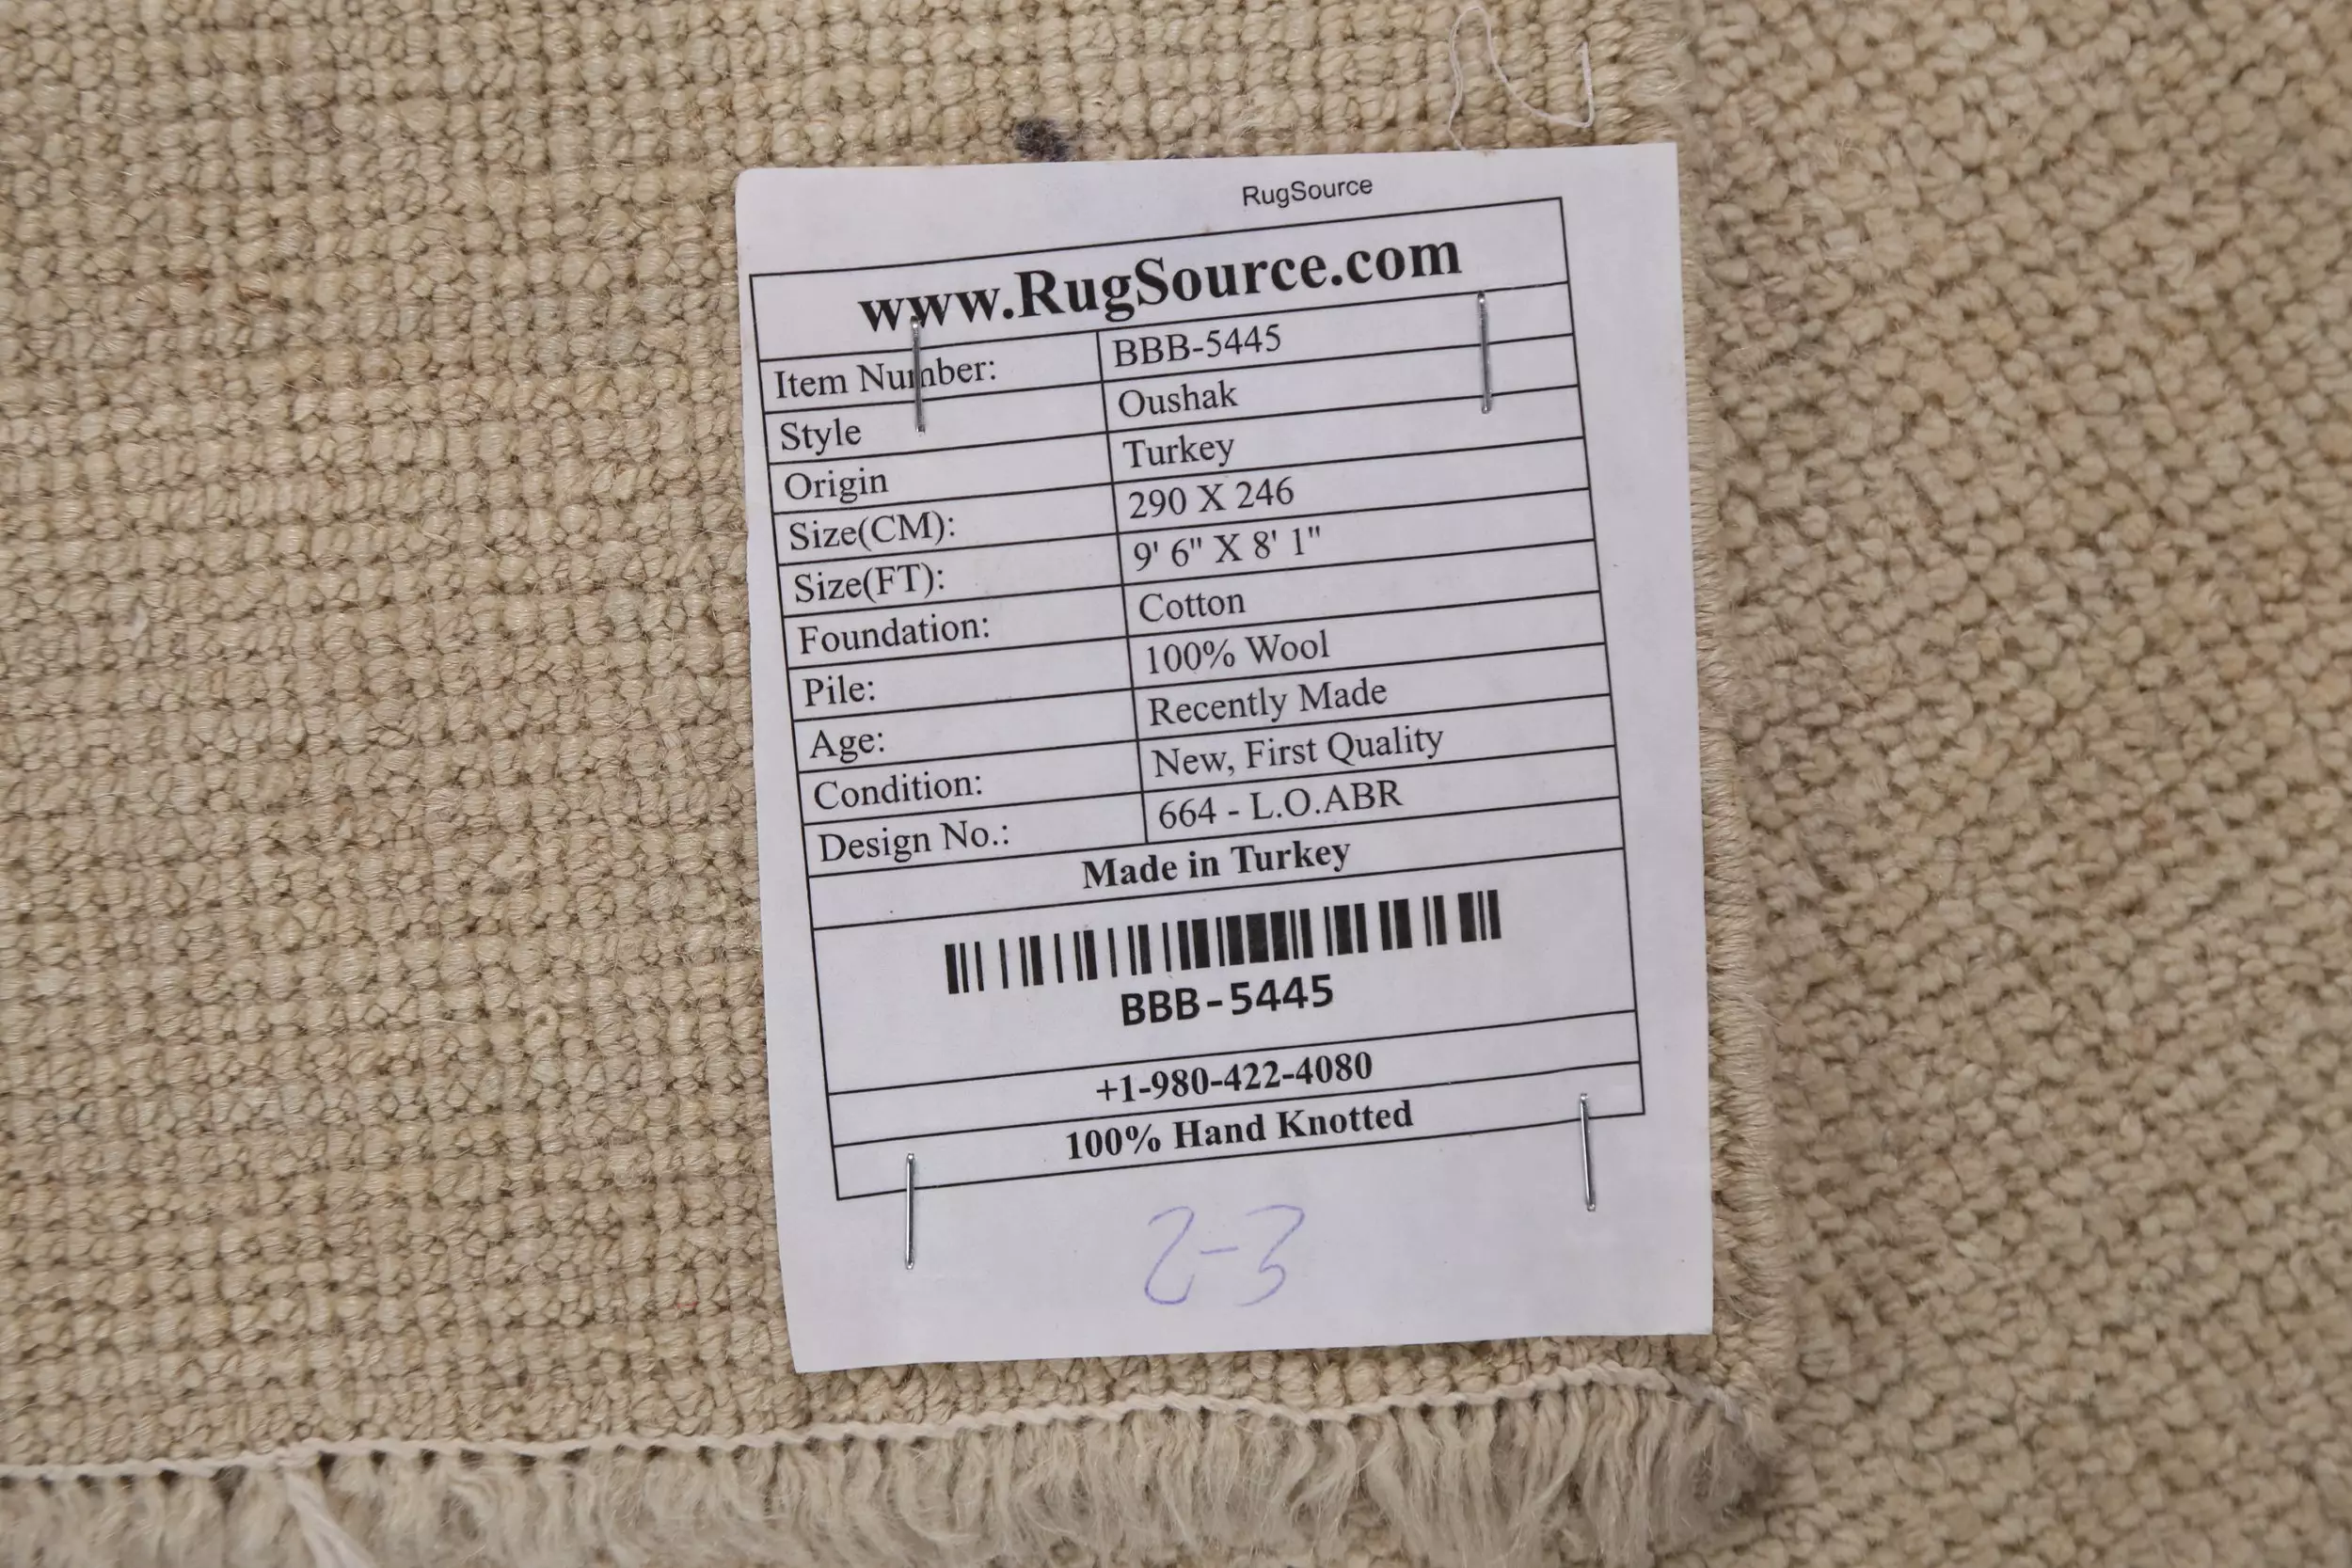 RugSource
www.RugSource.com
Item Number: BBB-5445
Style Oushak
Origin Turkey
Size(CM): 290 X 246
Size(FT): 9' 6" X 8' 1"
Foundation: Cotton
Pile: 100% Wool
Age: Recently Made
Condition: New, First Quality
Design No.: 664 - L.O.ABR
Made in Turkey
BBB-5445
+1-980-422-4080
100% Hand Knotted
2-3